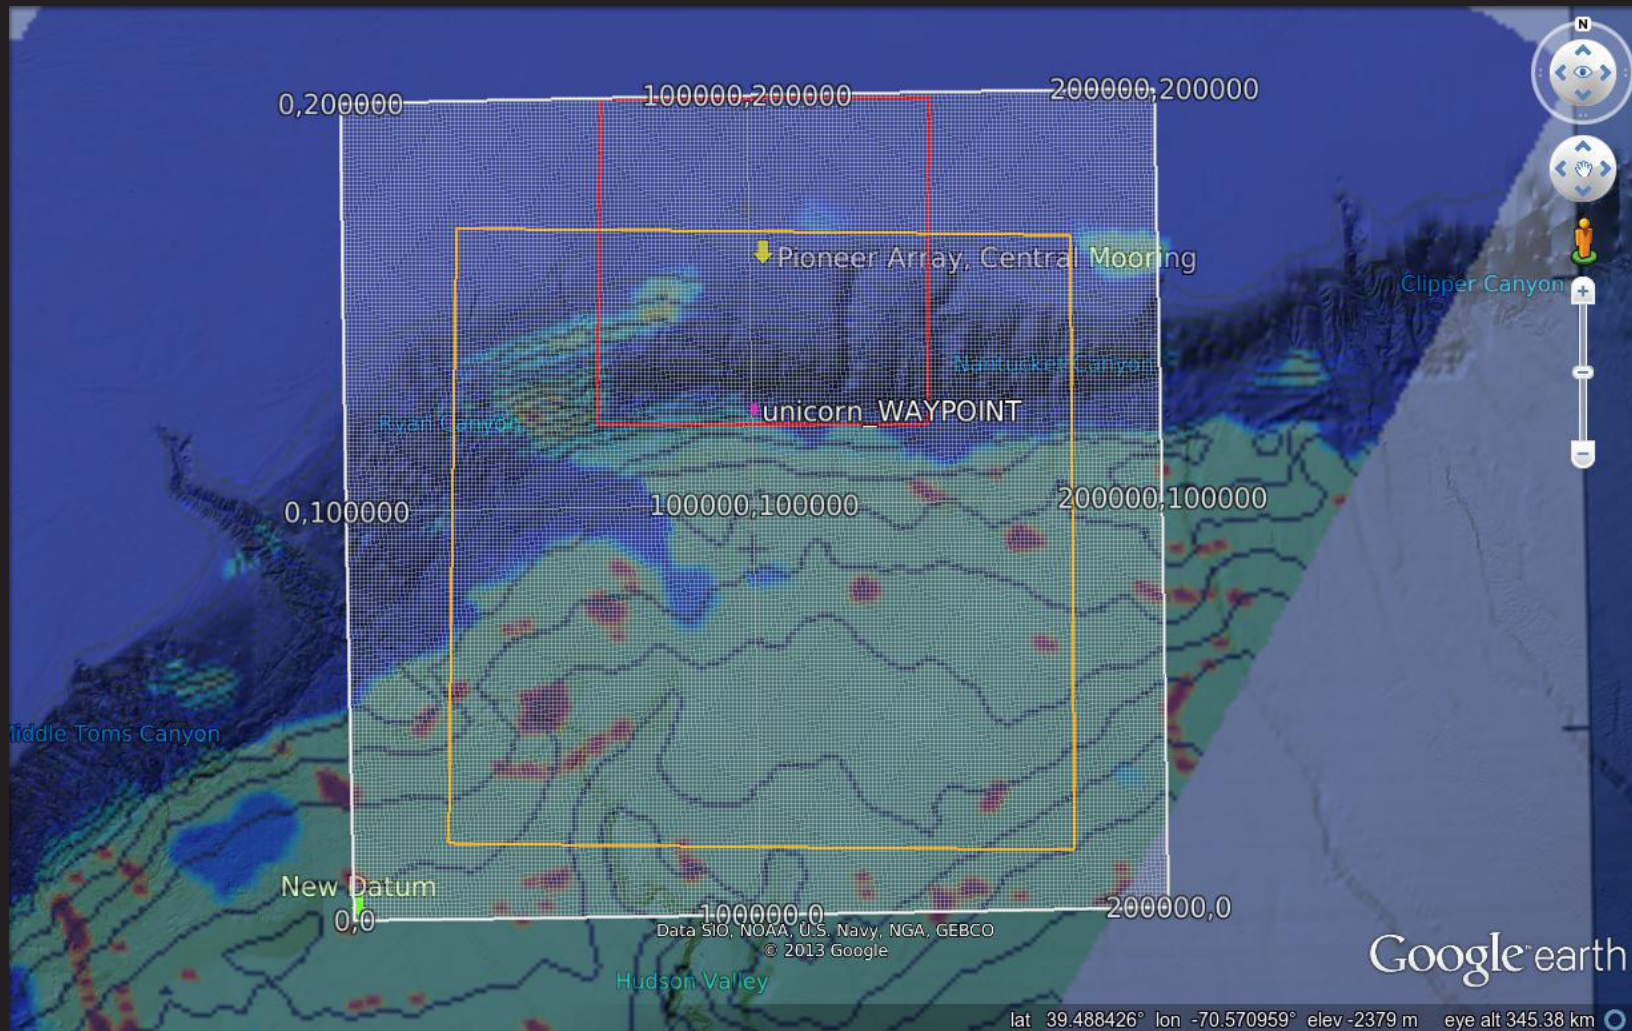 N
0,200000
100000,200000
200000,200000
Pioneer Array, Central Mooring
Clipper Canyon
Nantucket Canyon
unicorn_WAYPOINT
Ryan Canyon
0,100000
100000,100000
200000,100000
Middle Toms Canyon
New Datum
0,0
100000,0
200000,0
Data SIO, NOAA, U.S. Navy, NGA, GEBCO
© 2013 Google
Hudson Valley
Google earth
lat 39.488426° lon -70.570959° elev -2379 m eye alt 345.38 km